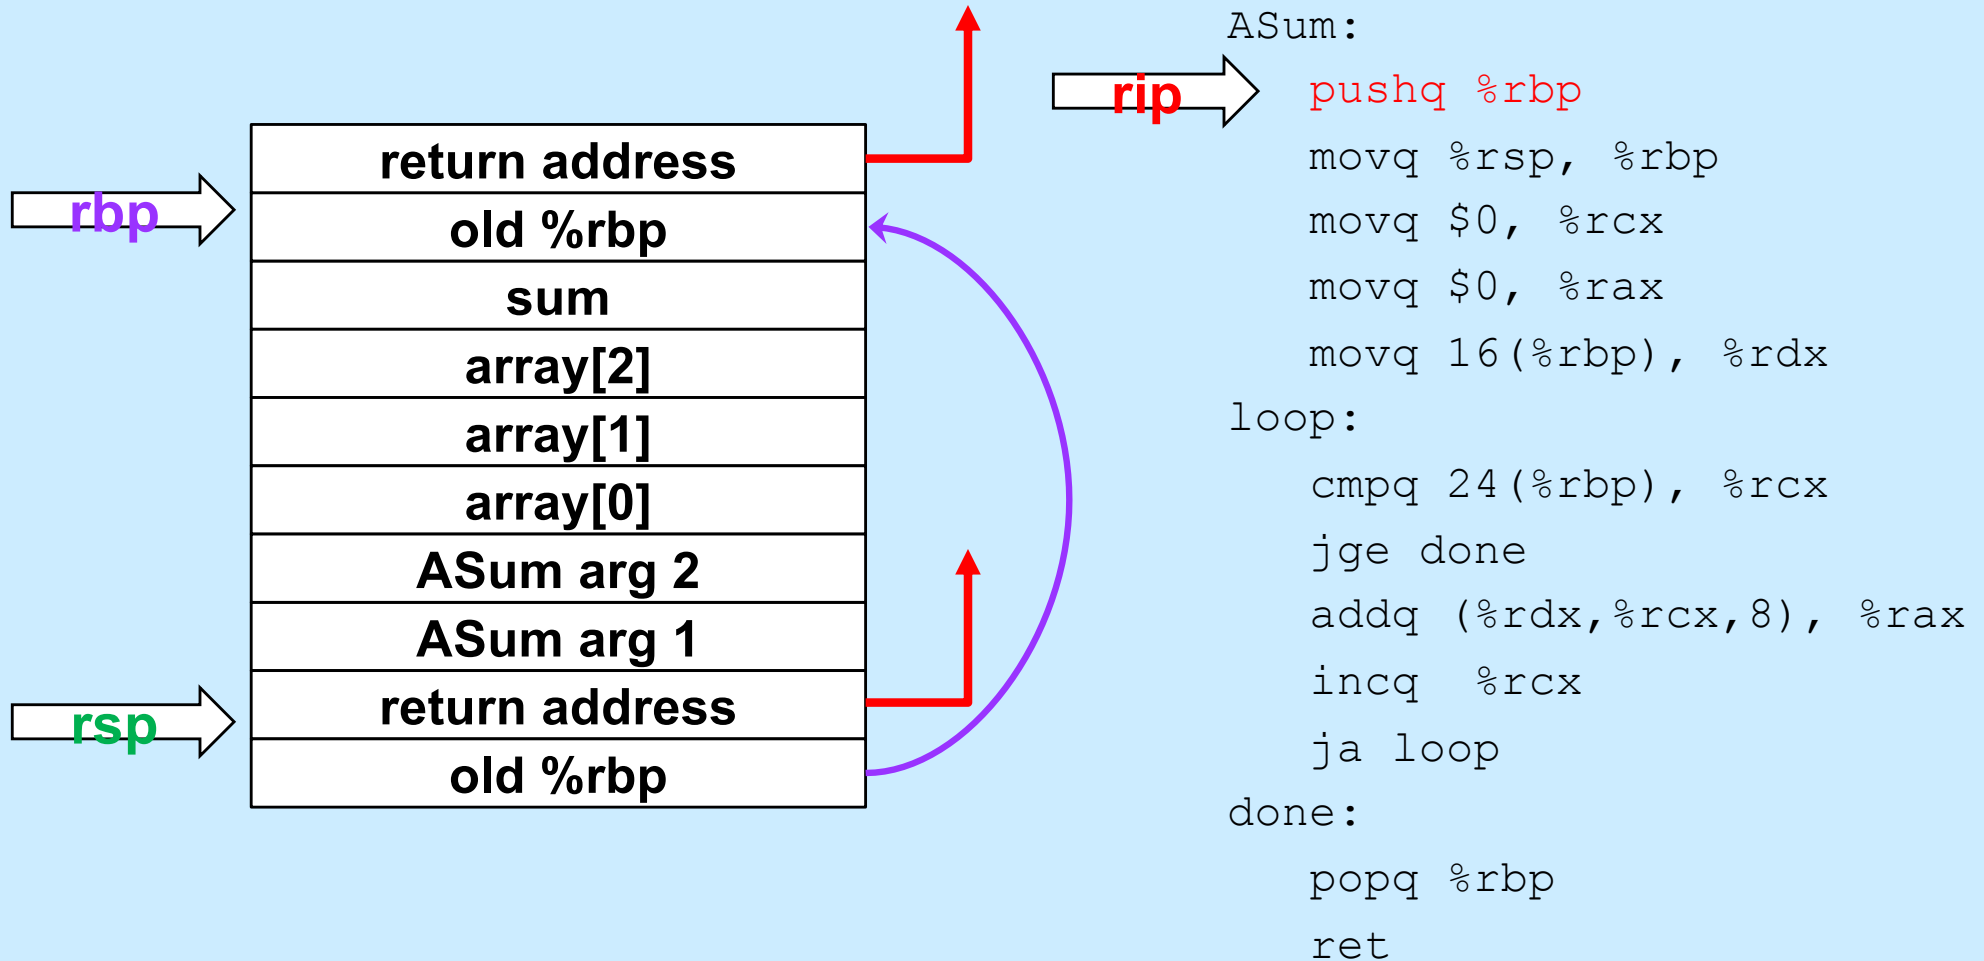 return address
old %rbp
sum
array[2]
array[1]
array[0]
ASum arg 2
ASum arg 1
return address
old %rbp
rbp
rsp
rip
ASum:
pushq %rbp
movq %rsp, %rbp
movq $0, %rcx
movq $0, %rax
movq 16(%rbp), %rdx
loop:
cmpq 24(%rbp), %rcx
jge done
addq (%rdx,%rcx,8), %rax
incq  %rcx
ja loop
done:
popq %rbp
ret